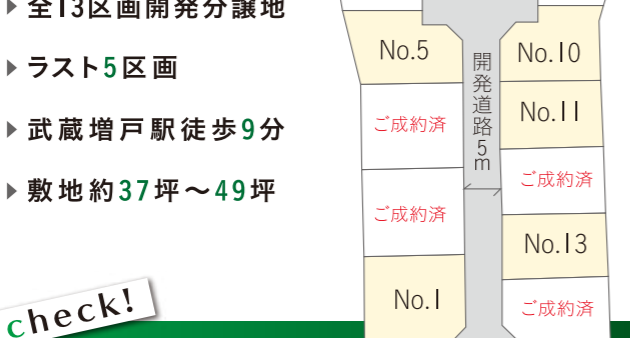 ▶ 全13区画開発分譲地
▶ ラスト5区画
▶ 武蔵増戸駅徒歩9分
▶ 敷地約37坪～49坪
check!
No.5
ご成約済
ご成約済
No.1
開発道路5m
No.10
No.11
ご成約済
No.13
ご成約済